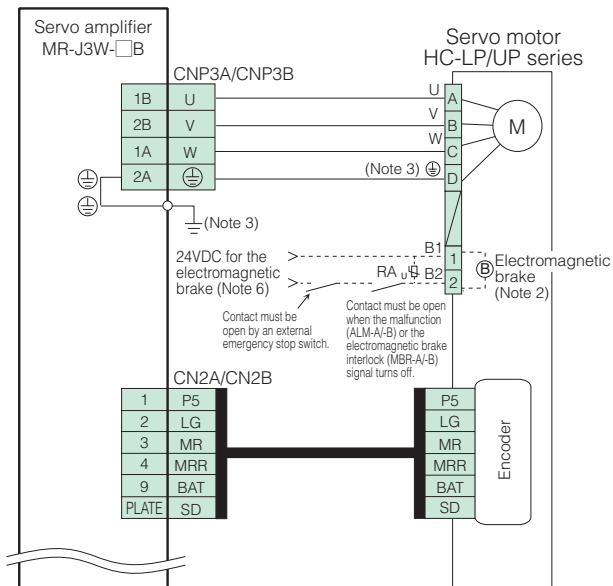 Servo amplifier
MR-J3W-□B
Servo motor
HC-LP/UP series
CNP3A/CNP3B
1B U
2B V
1A W
2A
U
V
W
(Note 3)
A
B
C
D
M
(Note 3)
24VDC for the
electromagnetic
brake (Note 6)
RA
U
B1
B2
1
2
B
Electromagnetic
brake
(Note 2)
Contact must be
open by an external
emergency stop switch.
Contact must be open
when the malfunction
(ALM-A/-B) or the
electromagnetic brake
interlock (MBR-A/-B)
signal turns off.
CN2A/CN2B
1 P5
2 LG
3 MR
4 MRR
9 BAT
PLATE SD
P5
LG
MR
MRR
BAT
SD
Encoder